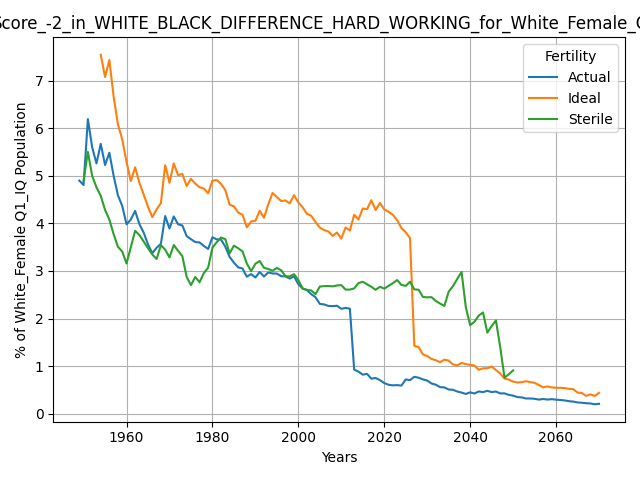 Score_-2_in_WHITE_BLACK_DIFFERENCE_HARD_WORKING_for_White_Female_
Fertility
Actual
Ideal
Sterile
% of White_Female Q1_IQ Population
7
6
5
4
3
2
1
0
1960
1980
2000
2020
2040
2060
Years